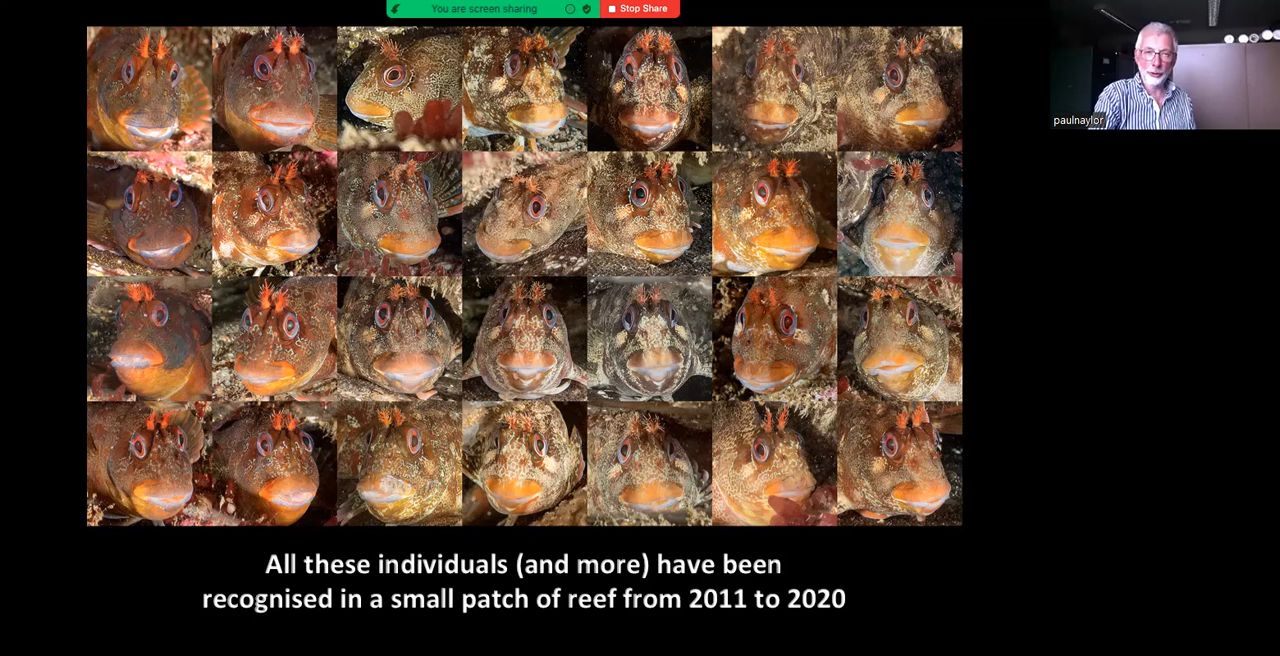 You are screen sharing
Stop Share
paulnaylor
All these individuals (and more) have been
recognised in a small patch of reef from 2011 to 2020